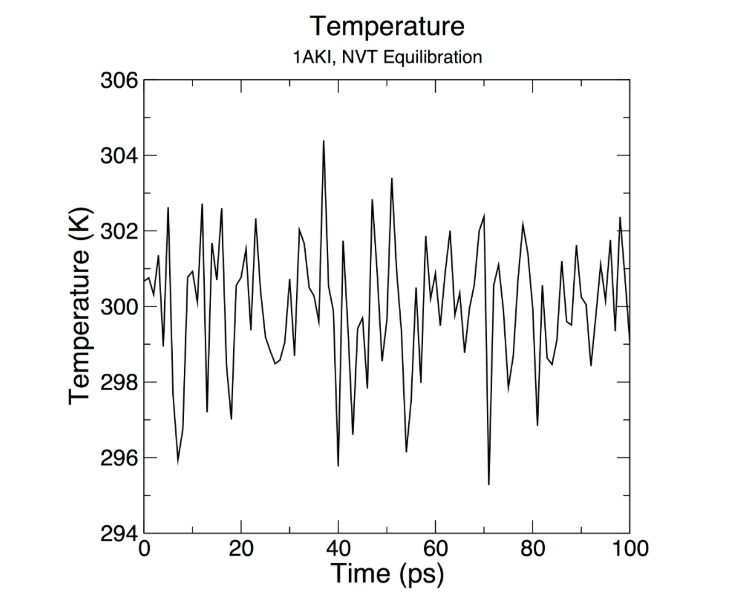 Temperature
1AKI, NVT Equilibration
306
304
302
300
298
296
294
Temperature (K)
0 20 40 60 80 100
Time (ps)